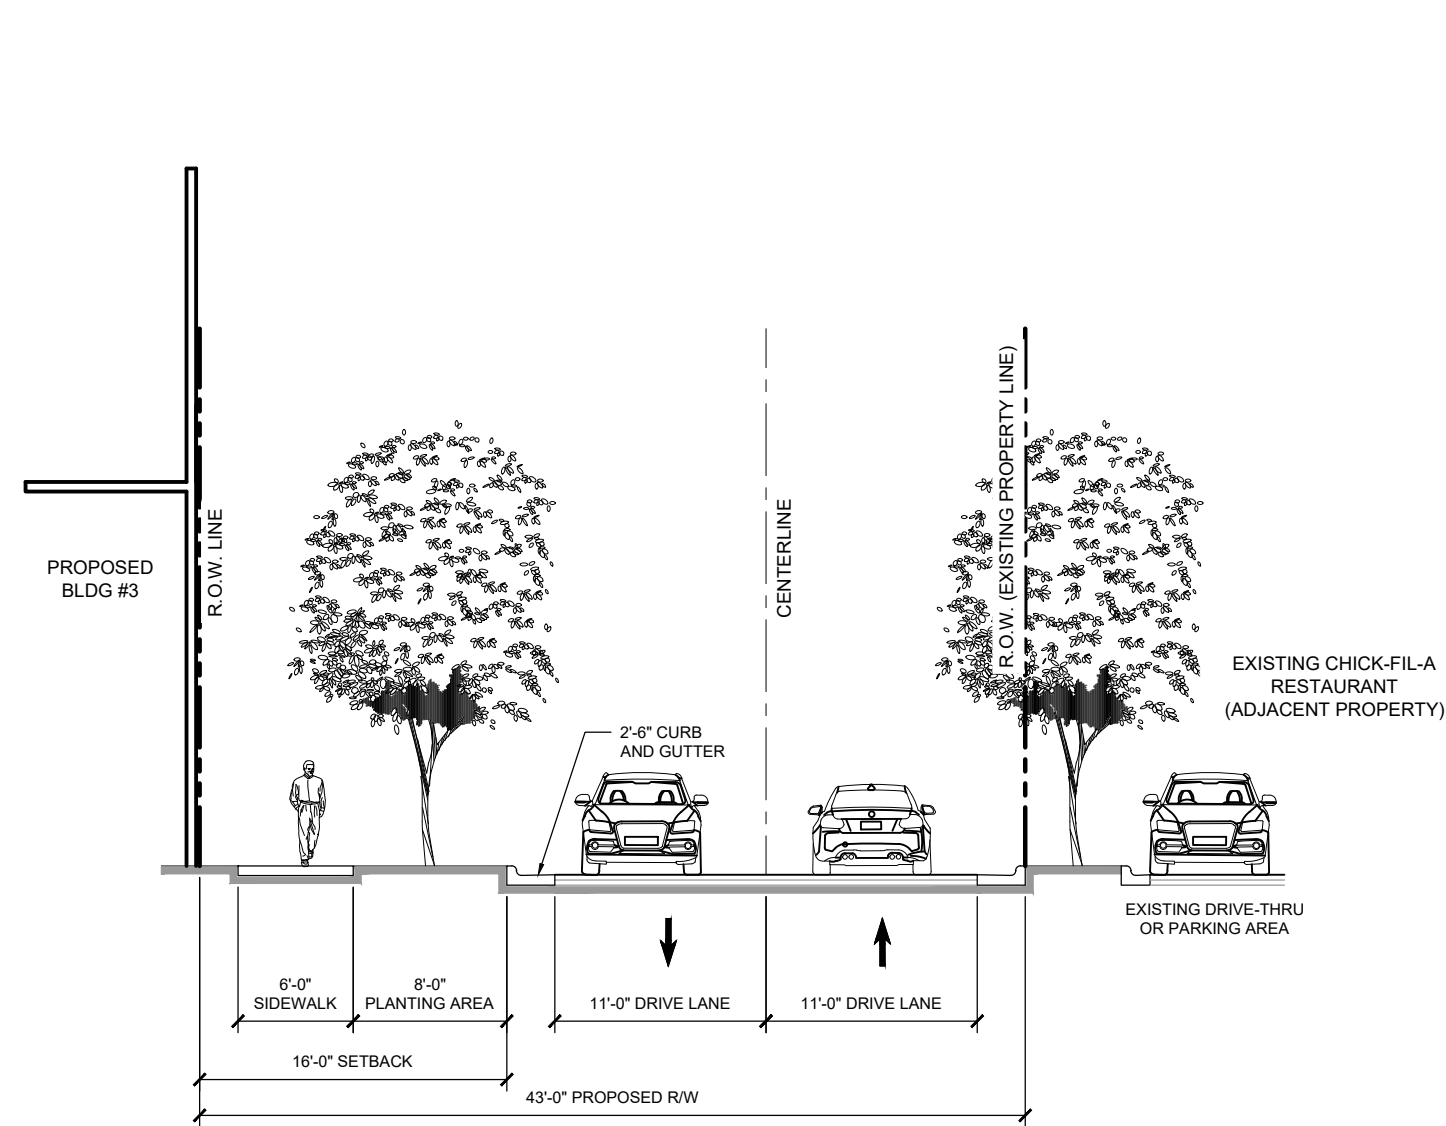 R.O.W. (EXISTING PROPERTY LINE)
CENTERLINE
R.O.W. LINE
PROPOSED
BLDG #3
EXISTING CHICK-FIL-A
RESTAURANT
(ADJACENT PROPERTY)
2'-6" CURB
AND GUTTER
EXISTING DRIVE-THRU
OR PARKING AREA
6'-0"
SIDEWALK
8'-0"
PLANTING AREA
11'-0" DRIVE LANE
11'-0" DRIVE LANE
16'-0" SETBACK
43'-0" PROPOSED R/W